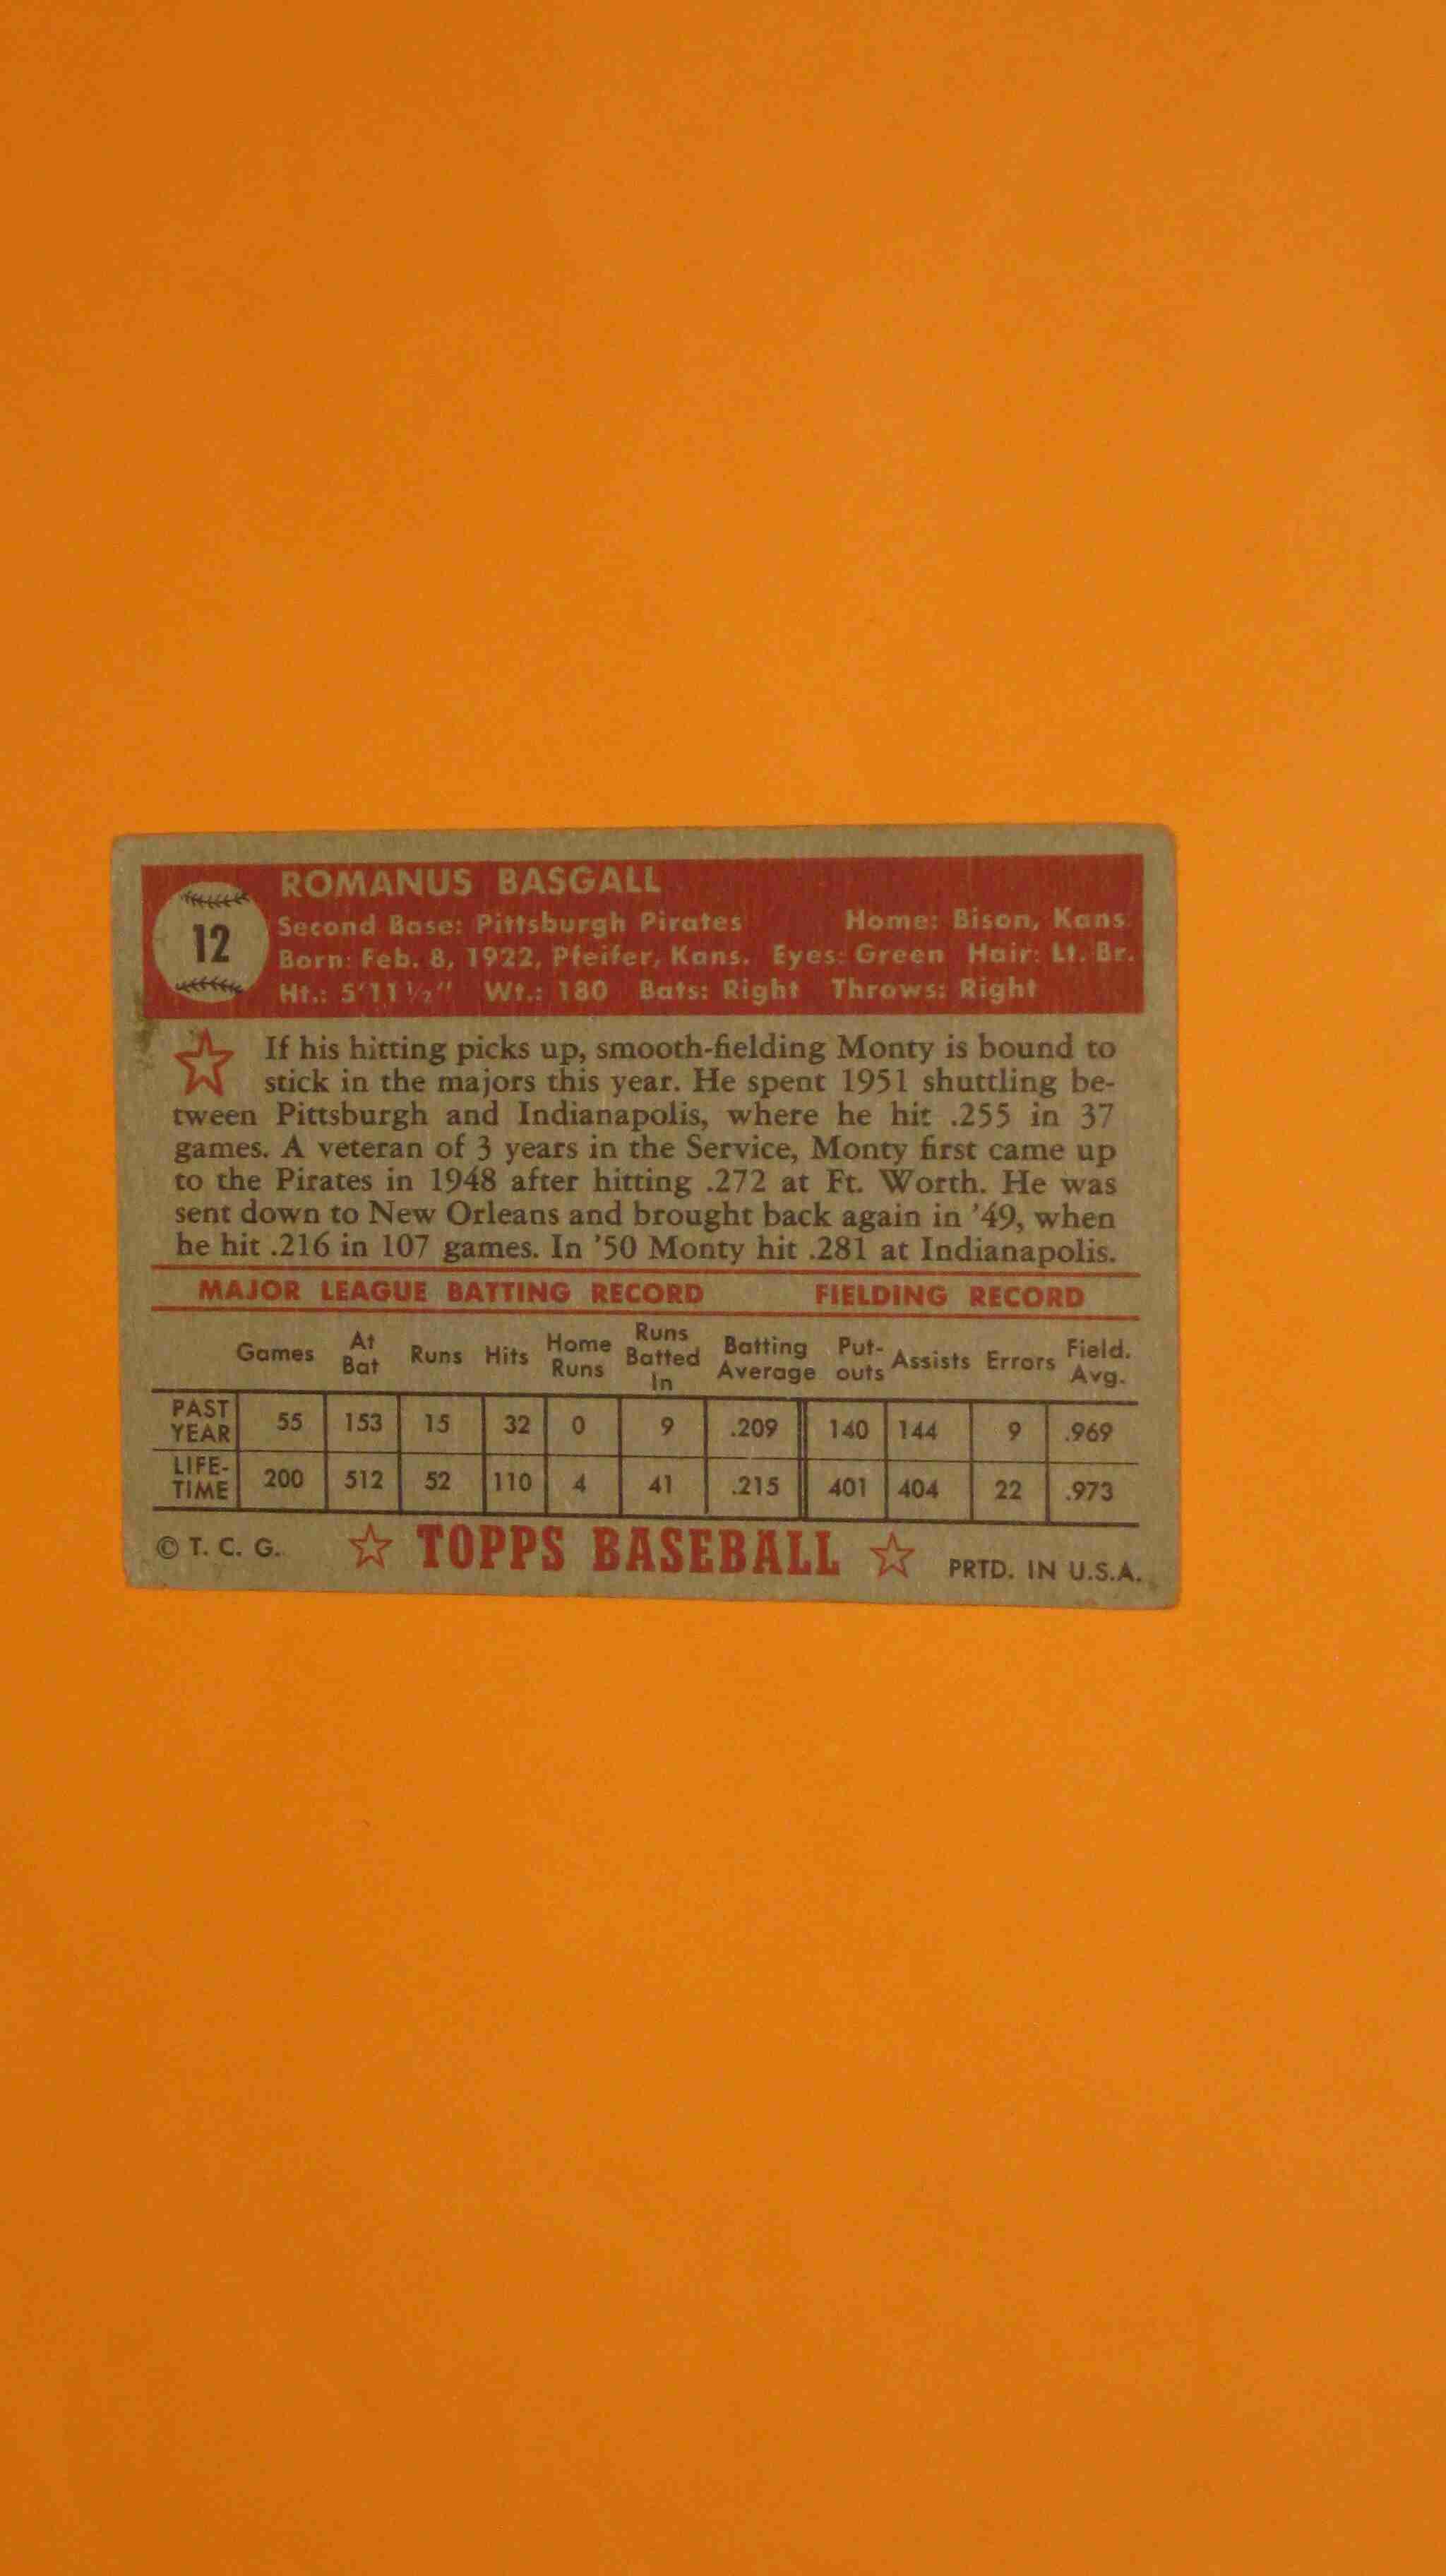 ROMANUS BASGALL
12
Second Base: Pittsburgh Pirates Home: Bison, Kans.
Born: Feb. 8, 1922, Pfeifer, Kans. Eyes: Green Hair: Lt. Br.
Ht.: 5'11½" Wt.: 180 Bats: Right Throws: Right
If his hitting picks up, smooth-fielding Monty is bound to
stick in the majors this year. He spent 1951 shuttling be-
tween Pittsburgh and Indianapolis, where he hit .255 in 37
games. A veteran of 3 years in the Service, Monty first came up
to the Pirates in 1948 after hitting .272 at Ft. Worth. He was
sent down to New Orleans and brought back again in '49, when
he hit .216 in 107 games. In '50 Monty hit .281 at Indianapolis.
MAJOR LEAGUE BATTING RECORD FIELDING RECORD
Games At Bat Runs Hits Home Runs Runs Batted In Batting Average Put-outs Assists Errors Field. Avg.
PAST YEAR 55 153 15 32 0 9 .209 140 144 9 .969
LIFE-TIME 200 512 52 110 4 41 .215 401 404 22 .973
© T. C. G. ☆ TOPPS BASEBALL ☆ PRTD. IN U.S.A.